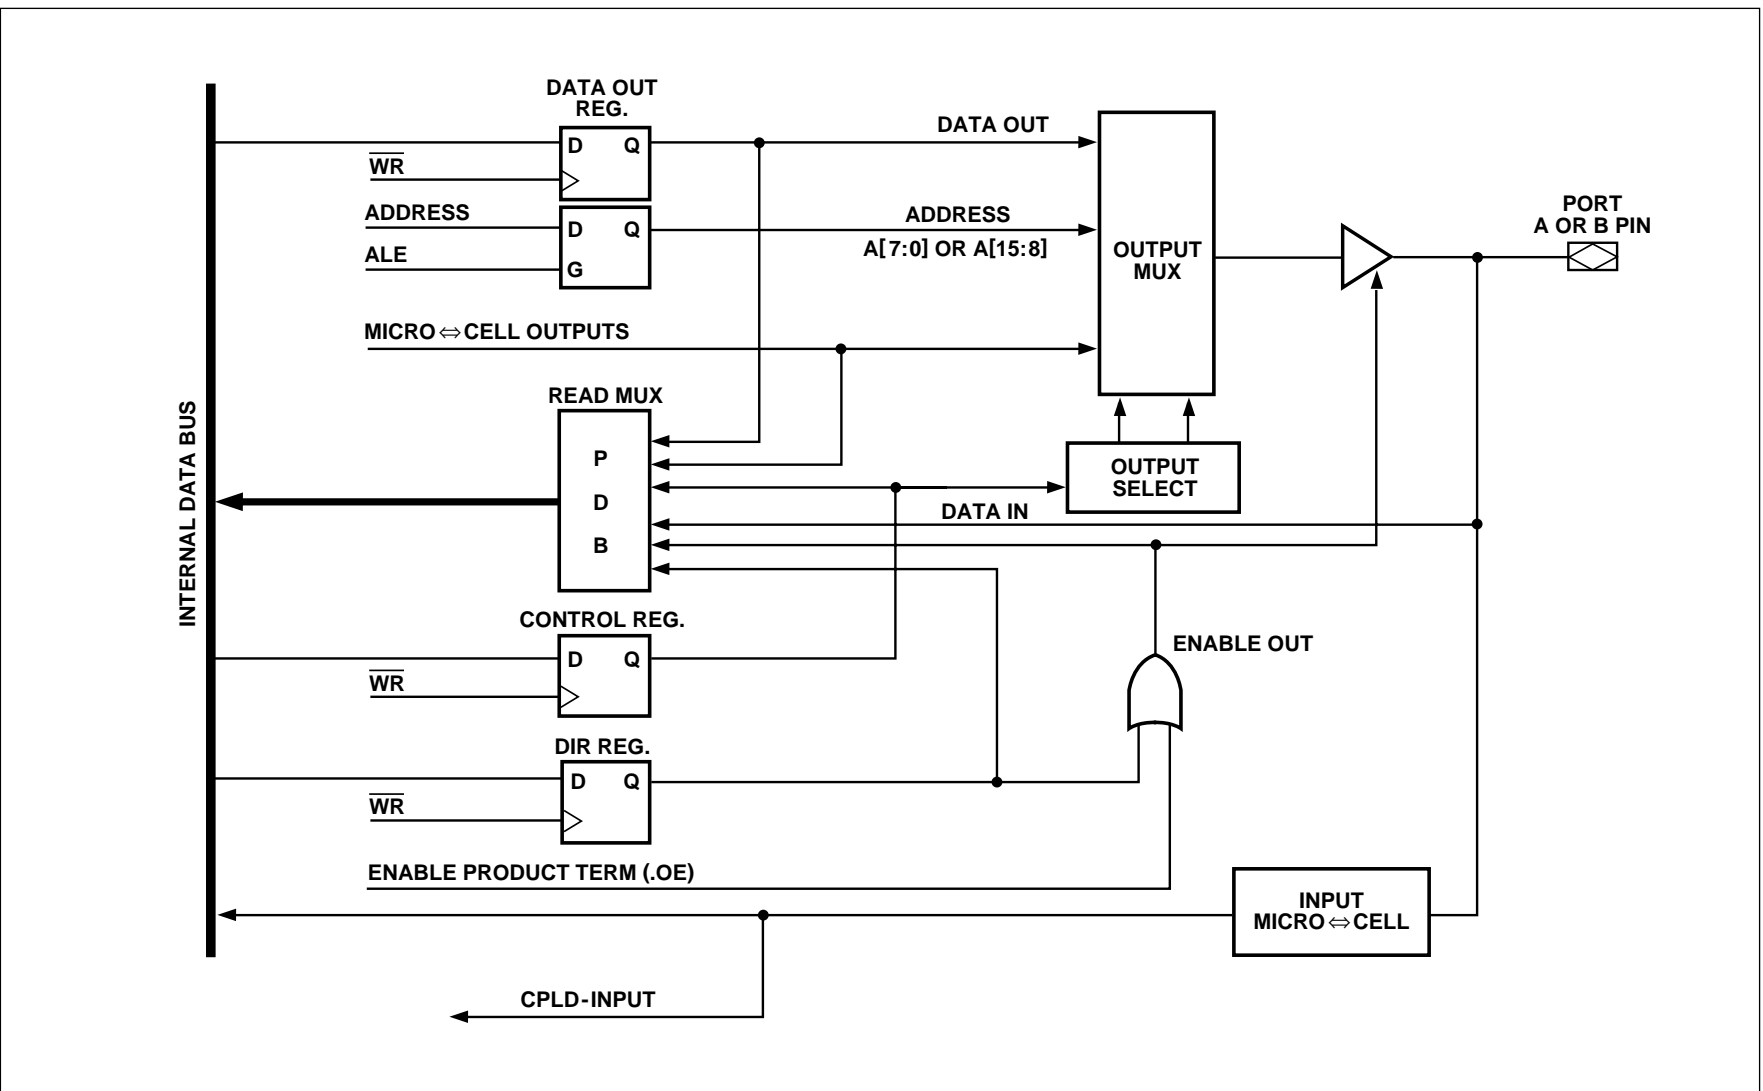 DATA OUT
REG.
D Q
WR
DATA OUT
ADDRESS
D Q
ALE
G
ADDRESS
A[7:0] OR A[15:8]
OUTPUT
MUX
PORT
A OR B PIN
MICRO⇔CELL OUTPUTS
READ MUX
P
D
B
OUTPUT
SELECT
DATA IN
INTERNAL DATA BUS
CONTROL REG.
D Q
WR
ENABLE OUT
DIR REG.
D Q
WR
ENABLE PRODUCT TERM (.OE)
INPUT
MICRO⇔CELL
CPLD-INPUT